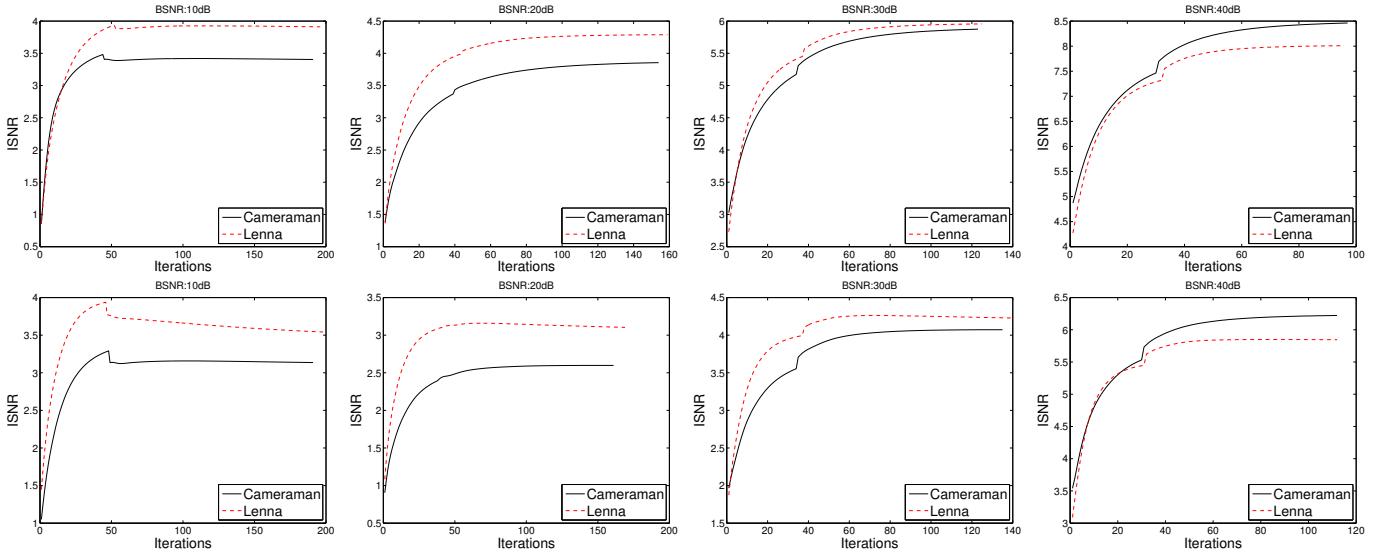 BSNR:10dB
ISNR
4.5
4
3.5
3
2.5
2
1.5
1
0.5
0
50
100
150
200
Cameraman
Lenna
Iterations
BSNR:20dB
ISNR
4.5
4
3.5
3
2.5
2
1.5
1
0
20
40
60
80
100
120
140
160
Cameraman
Lenna
Iterations
BSNR:30dB
ISNR
6
5.5
5
4.5
4
3.5
3
2.5
0
20
40
60
80
100
120
140
Cameraman
Lenna
Iterations
BSNR:40dB
ISNR
8.5
8
7.5
7
6.5
6
5.5
5
4.5
4
0
20
40
60
80
100
Cameraman
Lenna
Iterations
BSNR:10dB
ISNR
4
3.5
3
2.5
2
1.5
1
0
50
100
150
200
Cameraman
Lenna
Iterations
BSNR:20dB
ISNR
3.5
3
2.5
2
1.5
1
0.5
0
50
100
150
200
Cameraman
Lenna
Iterations
BSNR:30dB
ISNR
4.5
4
3.5
3
2.5
2
1.5
0
20
40
60
80
100
120
140
Cameraman
Lenna
Iterations
BSNR:40dB
ISNR
6.5
6
5.5
5
4.5
4
3.5
3
0
20
40
60
80
100
120
Cameraman
Lenna
Iterations